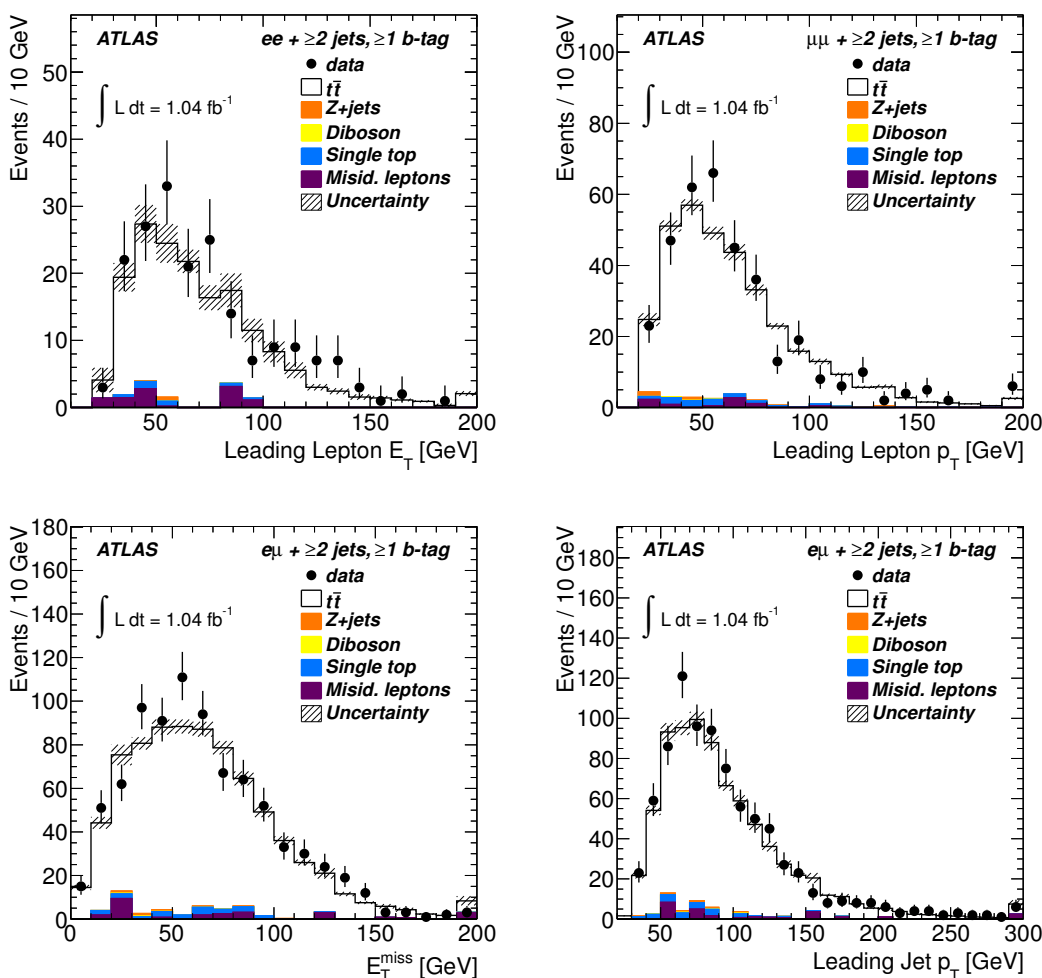 ATLAS ee + ≥2 jets, ≥1 b-tag
data
∫ L dt = 1.04 fb⁻¹
tt̄
Z+jets
Diboson
Single top
Misid. leptons
Uncertainty
Events / 10 GeV
0
10
20
30
40
50
50 100 150 200
Leading Lepton E_T [GeV]
ATLAS μμ + ≥2 jets, ≥1 b-tag
data
∫ L dt = 1.04 fb⁻¹
tt̄
Z+jets
Diboson
Single top
Misid. leptons
Uncertainty
Events / 10 GeV
0
20
40
60
80
100
50 100 150 200
Leading Lepton p_T [GeV]
ATLAS eμ + ≥2 jets, ≥1 b-tag
data
∫ L dt = 1.04 fb⁻¹
tt̄
Z+jets
Diboson
Single top
Misid. leptons
Uncertainty
Events / 10 GeV
0
20
40
60
80
100
120
140
160
180
0 50 100 150 200
E_T^miss [GeV]
ATLAS eμ + ≥2 jets, ≥1 b-tag
data
∫ L dt = 1.04 fb⁻¹
tt̄
Z+jets
Diboson
Single top
Misid. leptons
Uncertainty
Events / 10 GeV
0
20
40
60
80
100
120
140
160
180
50 100 150 200 250 300
Leading Jet p_T [GeV]